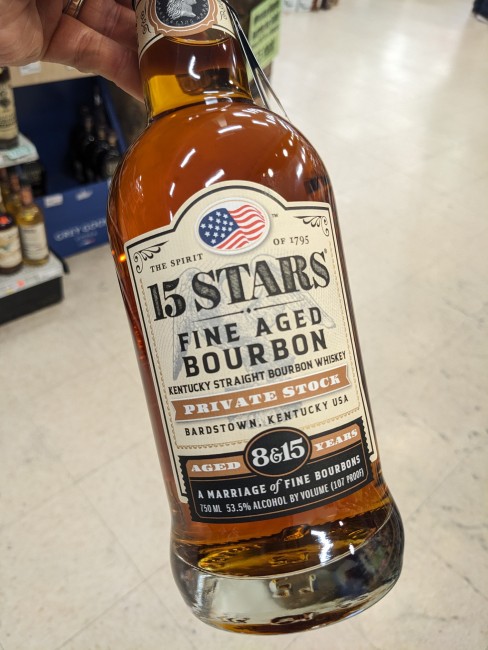 THE SPIRIT OF 1795
15 STARS
FINE AGED
BOURBON
KENTUCKY STRAIGHT BOURBON WHISKEY
PRIVATE STOCK
BARDSTOWN, KENTUCKY USA
AGED 8&15 YEARS
A MARRIAGE of FINE BOURBONS
750 ML 53.5% ALCOHOL BY VOLUME (107 PROOF)